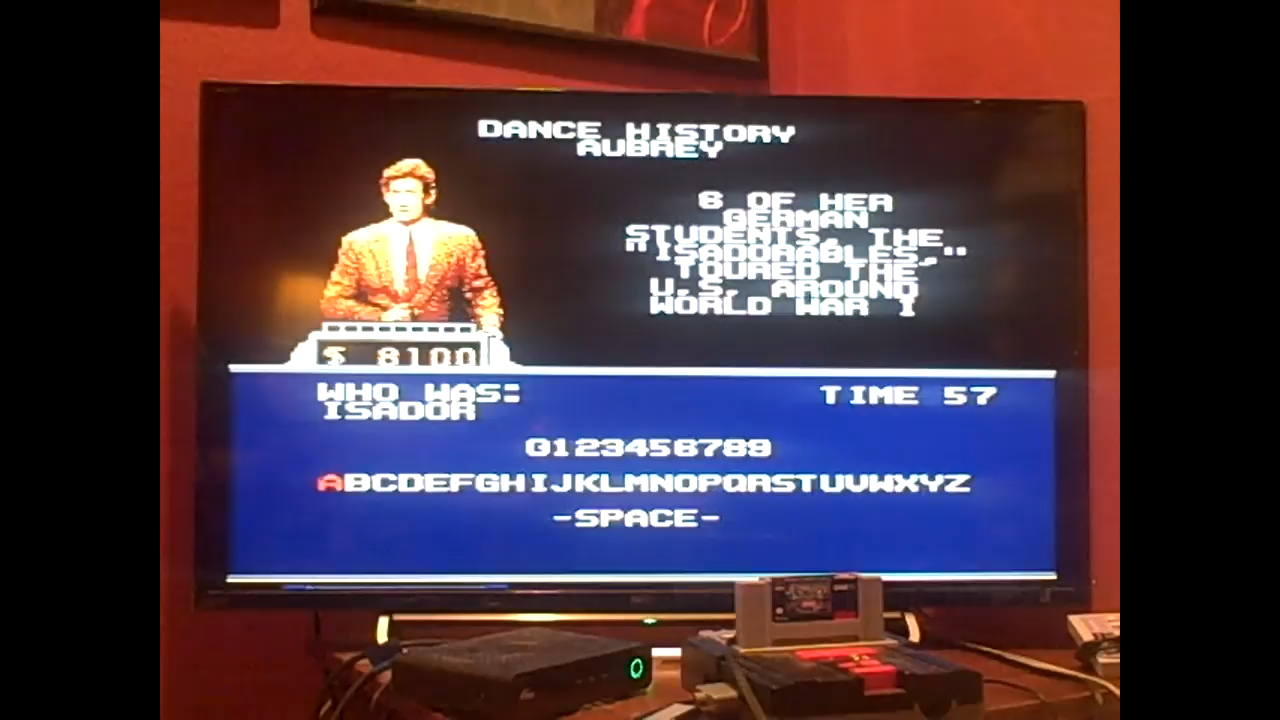 DANCE HISTORY
AUBREY
6 OF HER
GERMAN
STUDENTS, THE
"ISADORABLES,"
TOURED THE
U.S. AROUND
WORLD WAR I
$ 8100
WHO WAS:
TIME 57
ISADOR
0123456789
ABCDEFGHIJKLMNOPQRSTUVWXYZ
-SPACE-